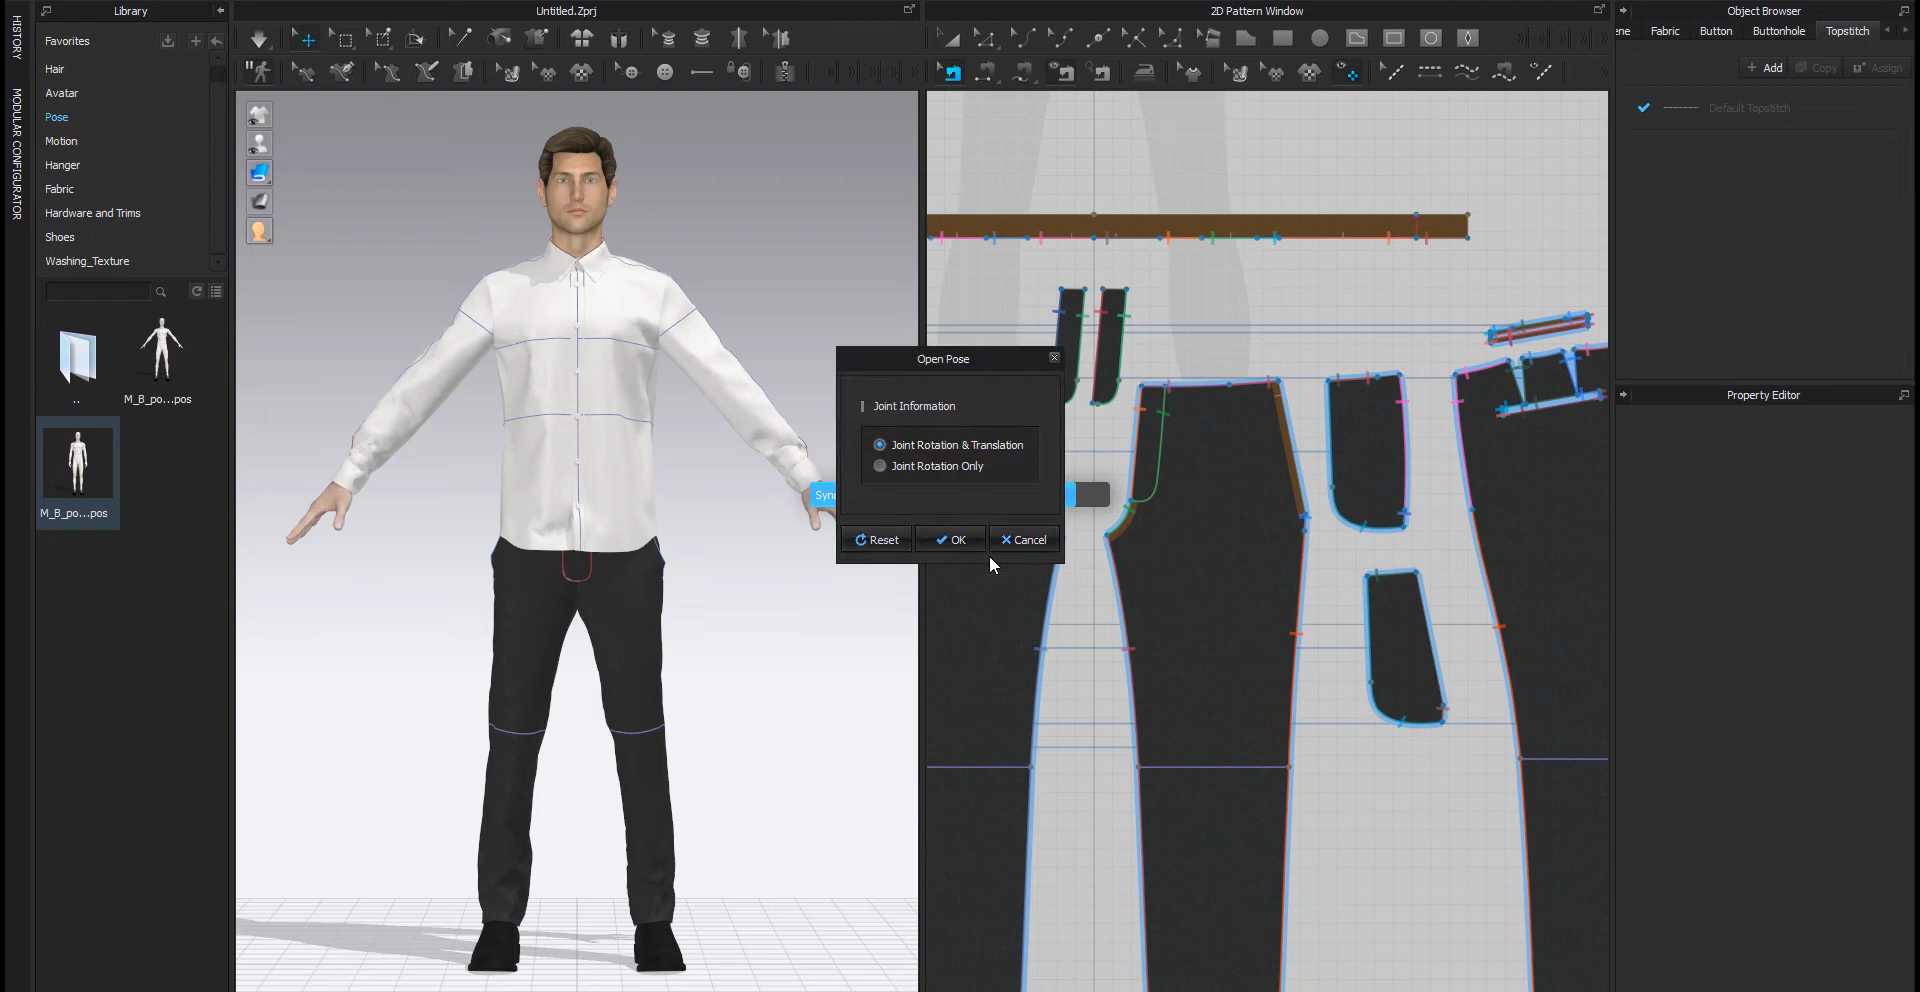 HISTORY
MODULAR CONFIGURATOR
Library
Favorites
Hair
Avatar
Pose
Motion
Hanger
Fabric
Hardware and Trims
Shoes
Washing_Texture
..
M_B_po...pos
M_B_po...pos
Untitled.Zprj
Sync
Open Pose
Joint Information
Joint Rotation & Translation
Joint Rotation Only
Reset
OK
Cancel
2D Pattern Window
Object Browser
ene Fabric Button Buttonhole Topstitch
+ Add Copy Assign
Default Topstitch
Property Editor